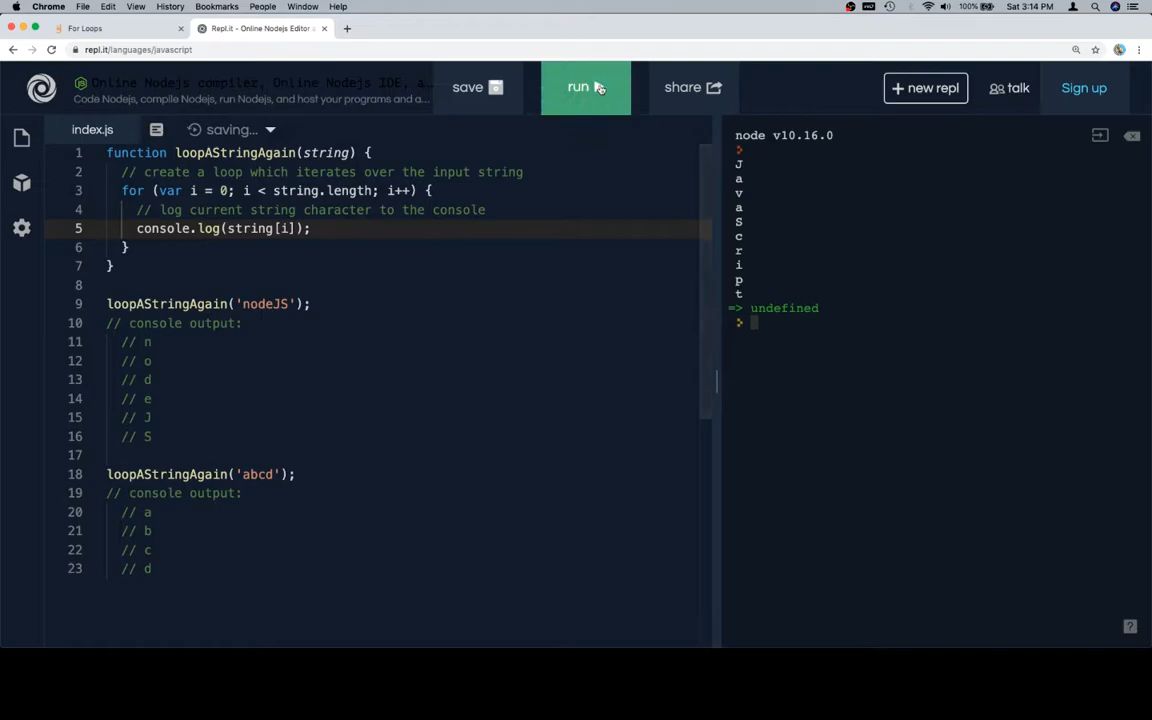 Chrome File Edit View History Bookmarks People Window Help 100% Sat 3:14 PM
For Loops Repl.it - Online Nodejs Editor
repl.it/languages/javascript
Online Nodejs compiler, Online Nodejs IDE, a...
Code Nodejs, compile Nodejs, run Nodejs, and host your programs and a...
save run share + new repl talk Sign up
index.js saving...
1 function loopAStringAgain(string) {
2 // create a loop which iterates over the input string
3 for (var i = 0; i < string.length; i++) {
4 // log current string character to the console
5 console.log(string[i]);
6 }
7 }
8
9 loopAStringAgain('nodeJS');
10 // console output:
11 // n
12 // o
13 // d
14 // e
15 // J
16 // S
17
18 loopAStringAgain('abcd');
19 // console output:
20 // a
21 // b
22 // c
23 // d
node v10.16.0
J
a
v
a
S
c
r
i
p
t
=> undefined
?